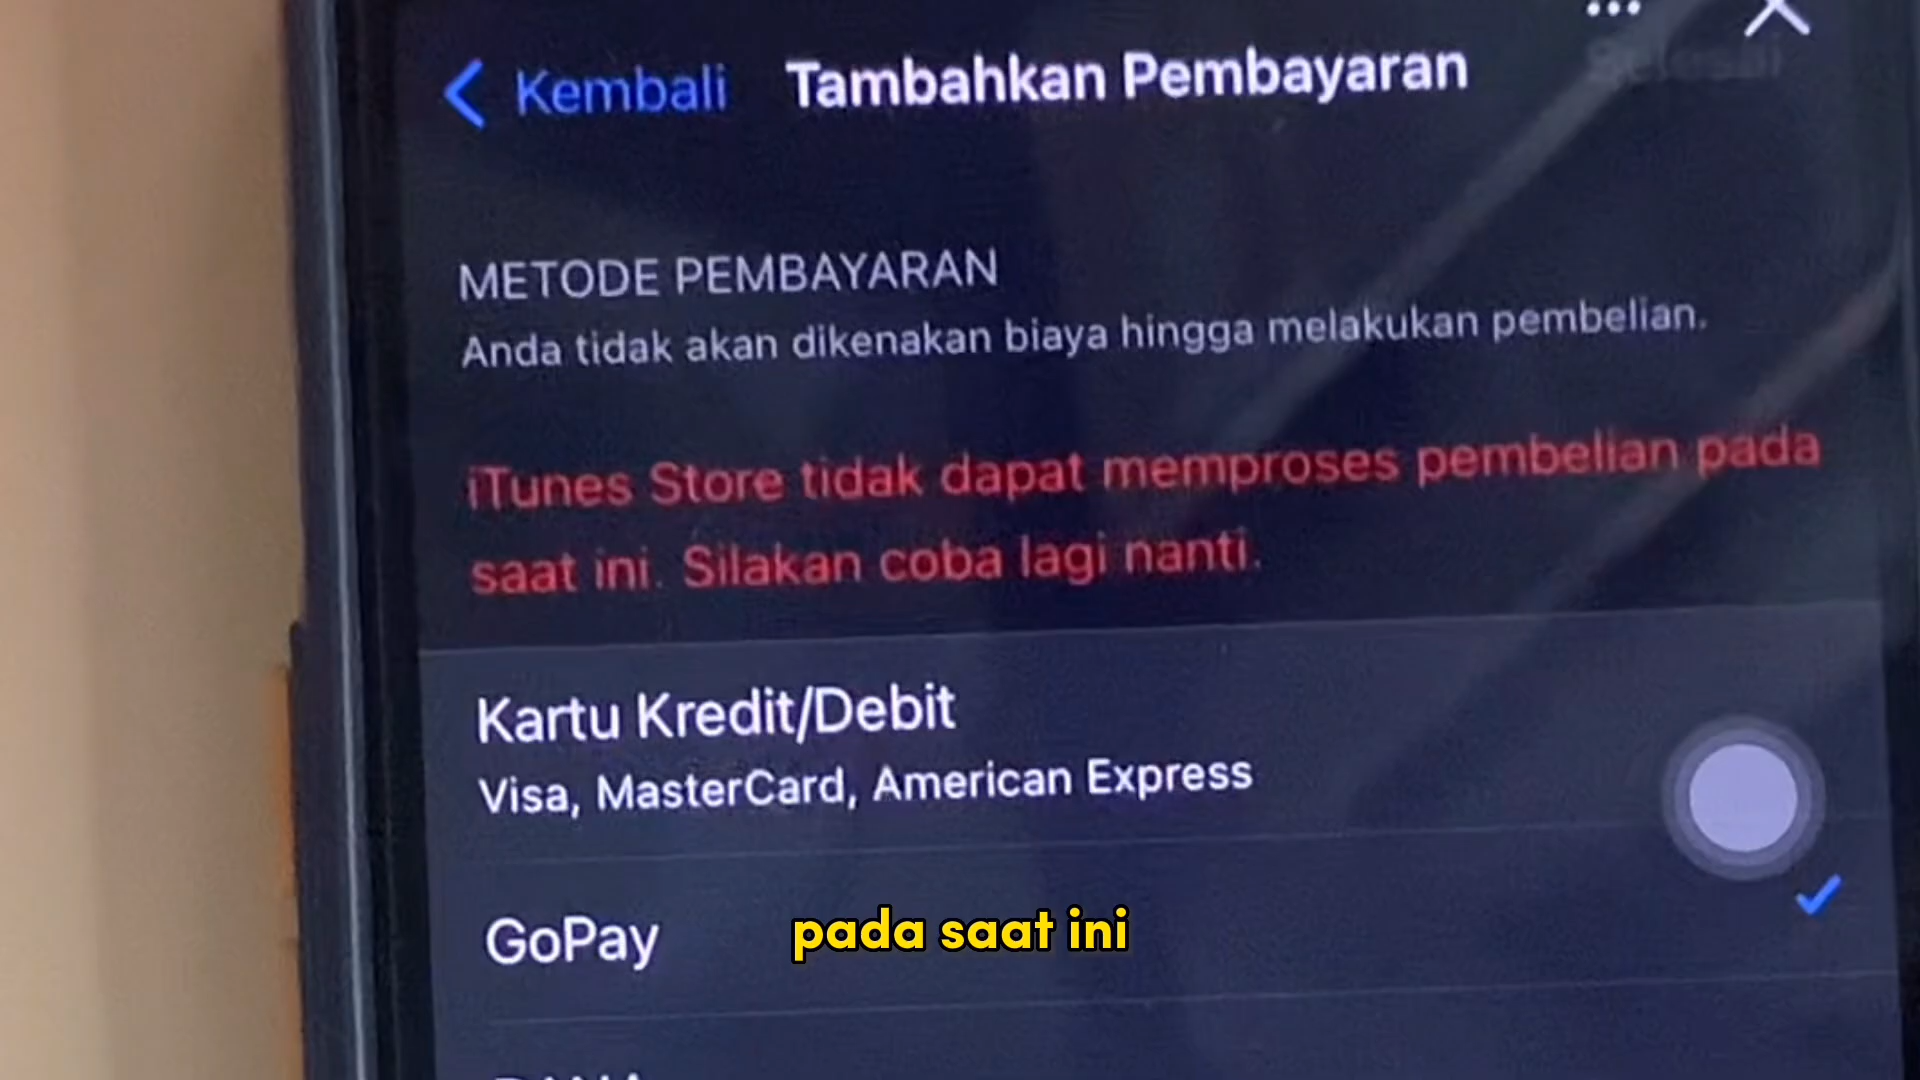 Kembali Tambahkan Pembayaran
METODE PEMBAYARAN
Anda tidak akan dikenakan biaya hingga melakukan pembelian.
iTunes Store tidak dapat memproses pembelian pada
saat ini. Silakan coba lagi nanti.
Kartu Kredit/Debit
Visa, MasterCard, American Express
GoPay
pada saat ini